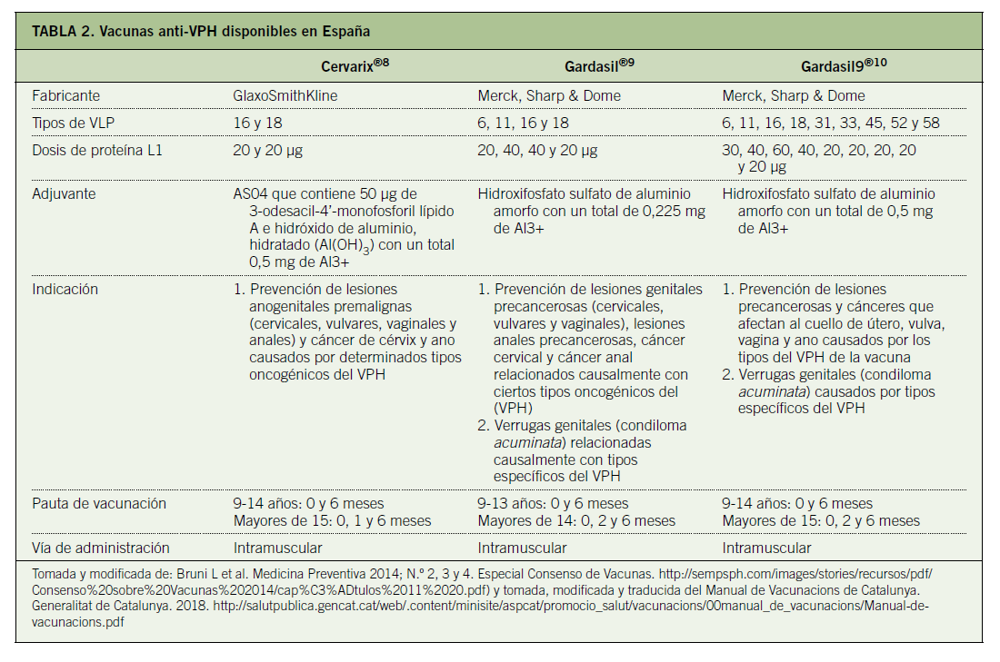 TABLA 2. Vacunas anti-VPH disponibles en España
Cervarix®8 Gardasil®9 Gardasil9®10
Fabricante GlaxoSmithKline Merck, Sharp & Dome Merck, Sharp & Dome
Tipos de VLP 16 y 18 6, 11, 16 y 18 6, 11, 16, 18, 31, 33, 45, 52 y 58
Dosis de proteína L1 20 y 20 µg 20, 40, 40 y 20 µg 30, 40, 60, 40, 20, 20, 20, 20
y 20 µg
Adjuvante AS04 que contiene 50 µg de Hidroxifosfato sulfato de aluminio Hidroxifosfato sulfato de aluminio
3-odesacil-4’-monofosforil lípido amorfo con un total de 0,225 mg amorfo con un total de 0,5 mg
A e hidróxido de aluminio, de Al3+ de Al3+
hidratado (Al(OH)3) con un total
0,5 mg de Al3+
Indicación 1. Prevención de lesiones 1. Prevención de lesiones genitales 1. Prevención de lesiones
anogenitales premalignas precancerosas (cervicales, precancerosas y cánceres que
(cervicales, vulvares, vaginales y vulvares y vaginales), lesiones afectan al cuello de útero, vulva,
anales) y cáncer de cérvix y ano anales precancerosas, cáncer vagina y ano causados por los
causados por determinados tipos cervical y cáncer anal tipos del VPH de la vacuna
oncogénicos del VPH relacionados causalmente con 2. Verrugas genitales (condiloma
ciertos tipos oncogénicos del acuminata) causados por tipos
(VPH) específicos del VPH
2. Verrugas genitales (condiloma
acuminata) relacionadas
causalmente con tipos
específicos del VPH
Pauta de vacunación 9-14 años: 0 y 6 meses 9-13 años: 0 y 6 meses 9-14 años: 0 y 6 meses
Mayores de 15: 0, 1 y 6 meses Mayores de 14: 0, 2 y 6 meses Mayores de 15: 0, 2 y 6 meses
Vía de administración Intramuscular Intramuscular Intramuscular
Tomada y modificada de: Bruni L et al. Medicina Preventiva 2014; N.º 2, 3 y 4. Especial Consenso de Vacunas. http://sempsph.com/images/stories/recursos/pdf/
Consenso%20sobre%20Vacunas%202014/cap%C3%ADtulos%2011%2020.pdf) y tomada, modificada y traducida del Manual de Vacunacions de Catalunya.
Generalitat de Catalunya. 2018. http://salutpublica.gencat.cat/web/.content/minisite/aspcat/promocio_salut/vacunacions/00manual_de_vacunacions/Manual-de-
vacunacions.pdf